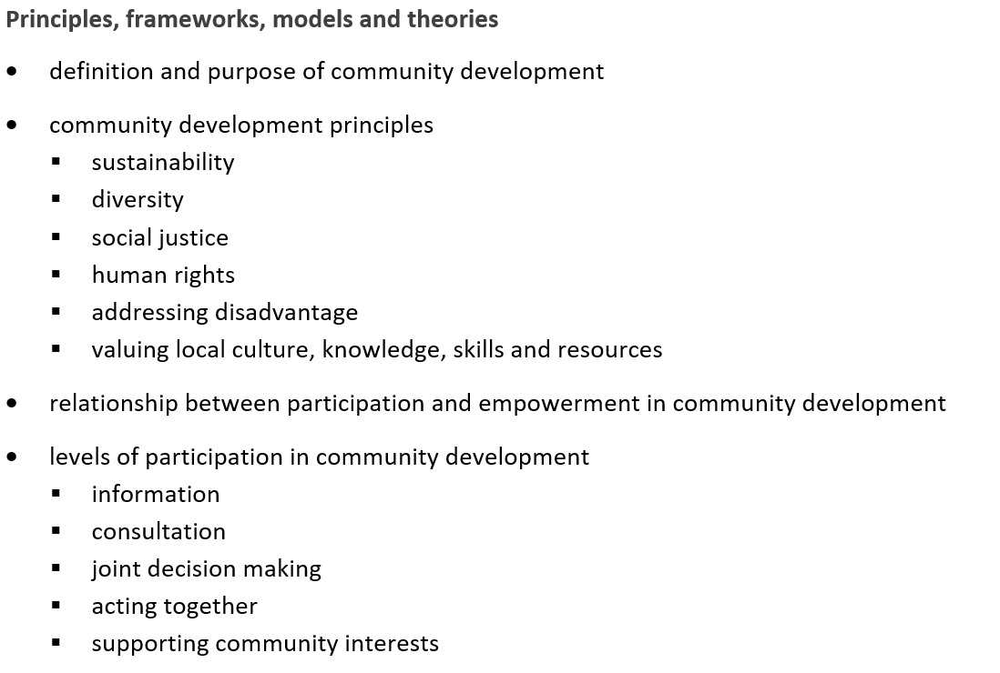 Principles, frameworks, models and theories
• definition and purpose of community development
• community development principles
▪ sustainability
▪ diversity
▪ social justice
▪ human rights
▪ addressing disadvantage
▪ valuing local culture, knowledge, skills and resources
• relationship between participation and empowerment in community development
• levels of participation in community development
▪ information
▪ consultation
▪ joint decision making
▪ acting together
▪ supporting community interests